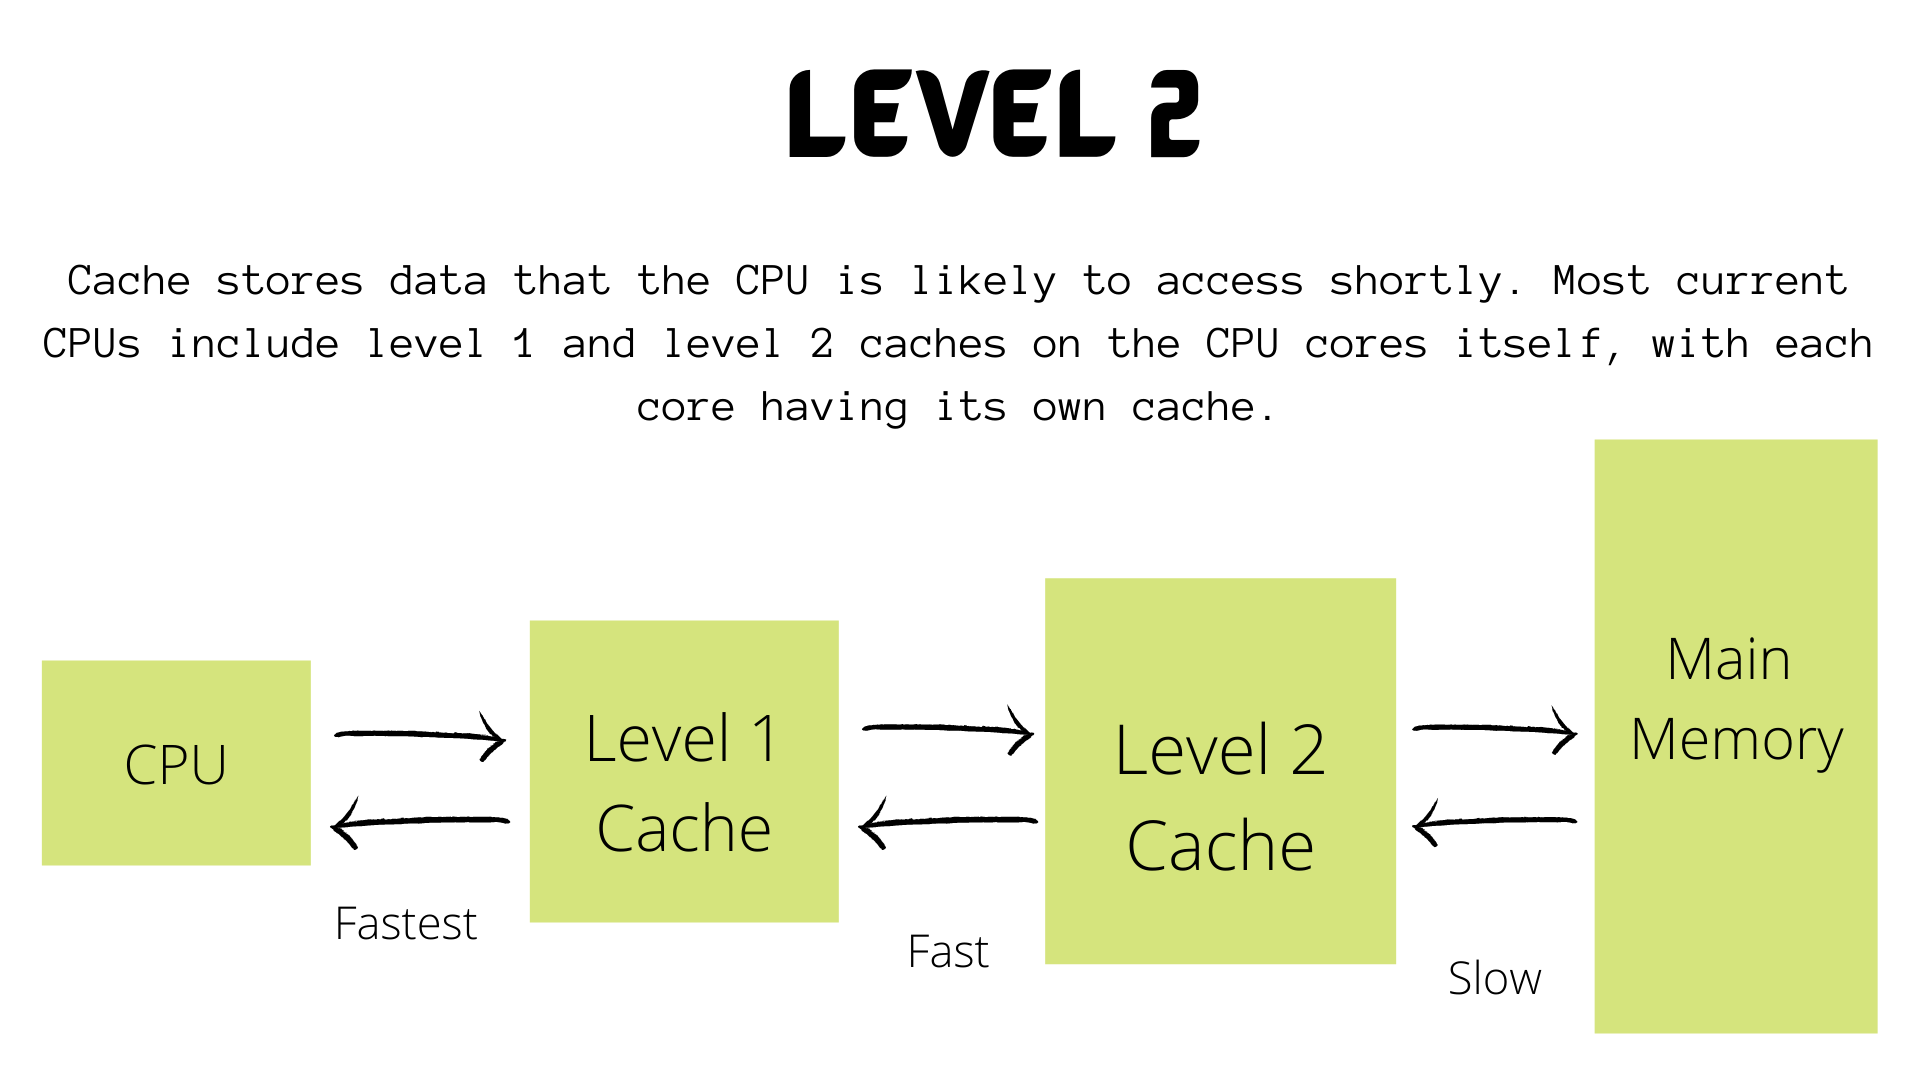 LEVEL 2
Cache stores data that the CPU is likely to access shortly. Most current
CPUs include level 1 and level 2 caches on the CPU cores itself, with each
core having its own cache.
CPU
Level 1
Cache
Level 2
Cache
Main
Memory
Fastest
Fast
Slow